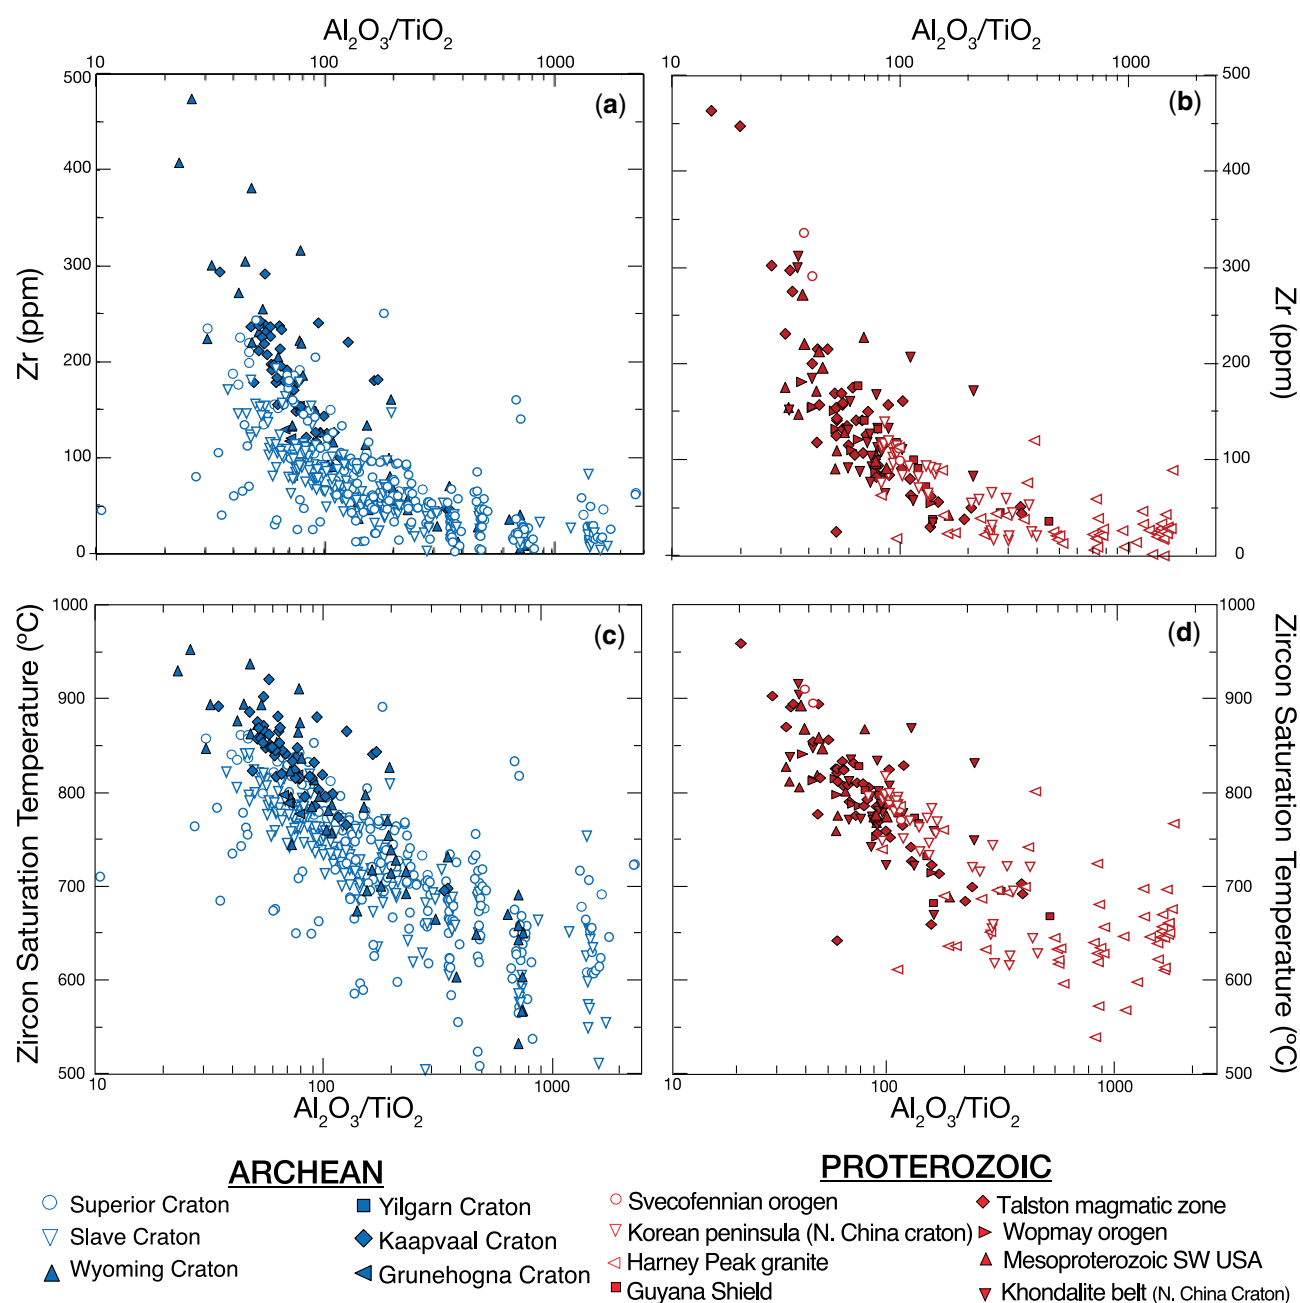 Al2O3/TiO2
Al2O3/TiO2
10 100 1000
10 100 1000
(a)
(b)
500
400
300
200
100
0
500
400
300
200
100
0
Zr (ppm)
Zr (ppm)
(c)
(d)
1000
900
800
700
600
500
1000
900
800
700
600
500
Zircon Saturation Temperature (ºC)
Zircon Saturation Temperature (ºC)
10 100 1000
10 100 1000
Al2O3/TiO2
Al2O3/TiO2
ARCHEAN
Superior Craton
Slave Craton
Wyoming Craton
Yilgarn Craton
Kaapvaal Craton
Grunehogna Craton
PROTEROZOIC
Svecofennian orogen
Korean peninsula (N. China craton)
Harney Peak granite
Guyana Shield
Talston magmatic zone
Wopmay orogen
Mesoproterozoic SW USA
Khondalite belt (N. China Craton)